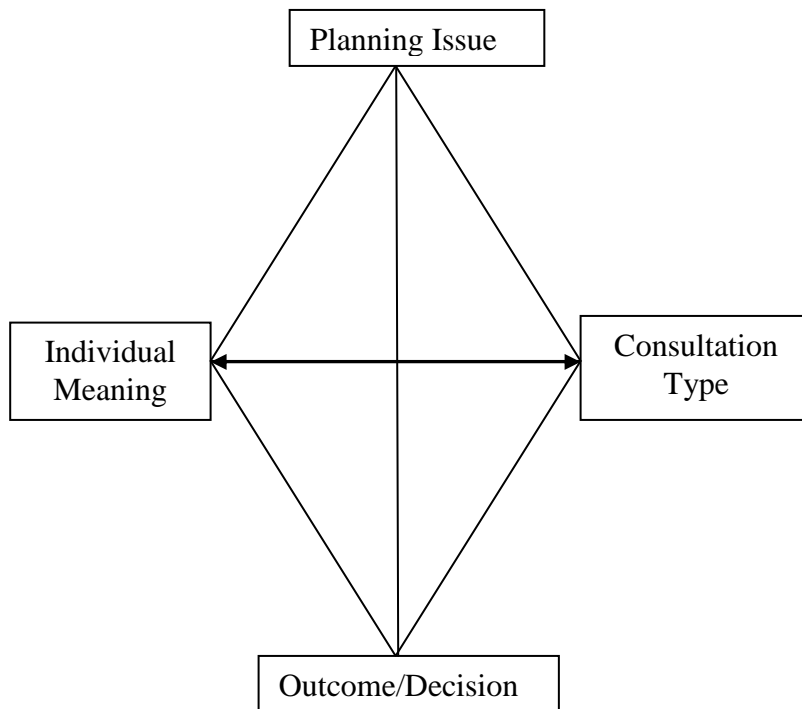 Planning Issue
Individual
Meaning
Consultation
Type
Outcome/Decision